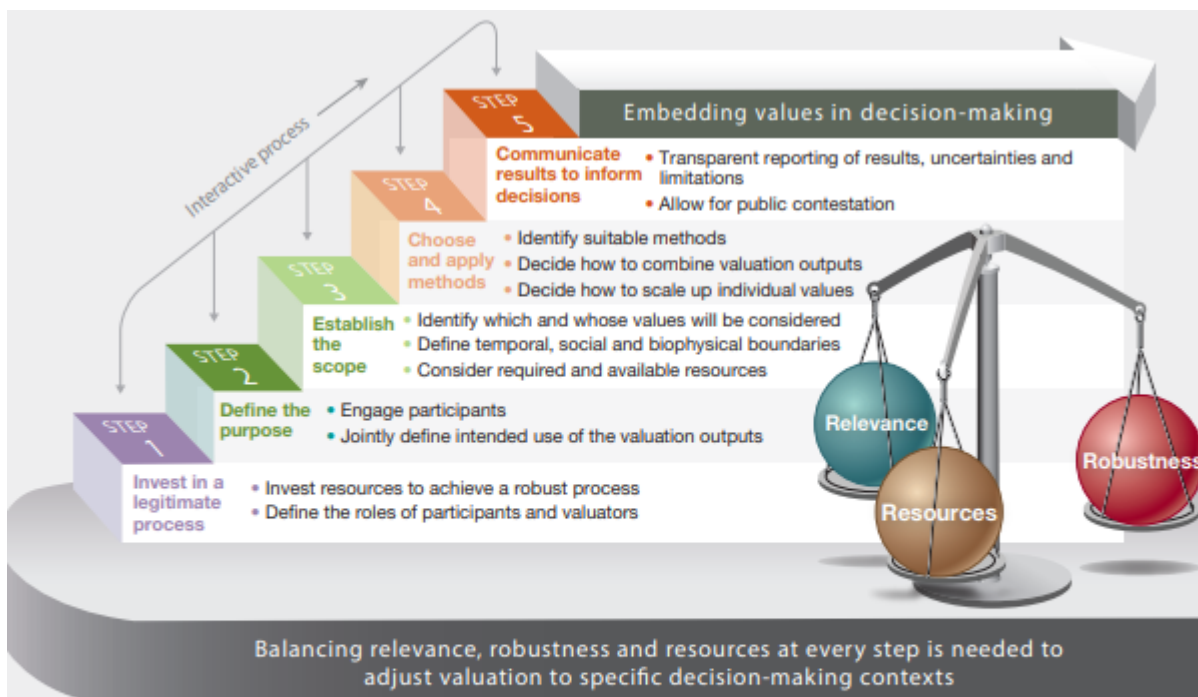 Interactive process
STEP
5
Embedding values in decision-making
Communicate
results to inform
decisions
• Transparent reporting of results, uncertainties and
limitations
• Allow for public contestation
STEP
4
Choose
and apply
methods
• Identify suitable methods
• Decide how to combine valuation outputs
• Decide how to scale up individual values
STEP
3
Establish
the
scope
• Identify which and whose values will be considered
• Define temporal, social and biophysical boundaries
• Consider required and available resources
STEP
2
Define the
purpose
• Engage participants
• Jointly define intended use of the valuation outputs
STEP
1
Invest in a
legitimate
process
• Invest resources to achieve a robust process
• Define the roles of participants and valuators
Relevance
Resources
Robustness
Balancing relevance, robustness and resources at every step is needed to
adjust valuation to specific decision-making contexts